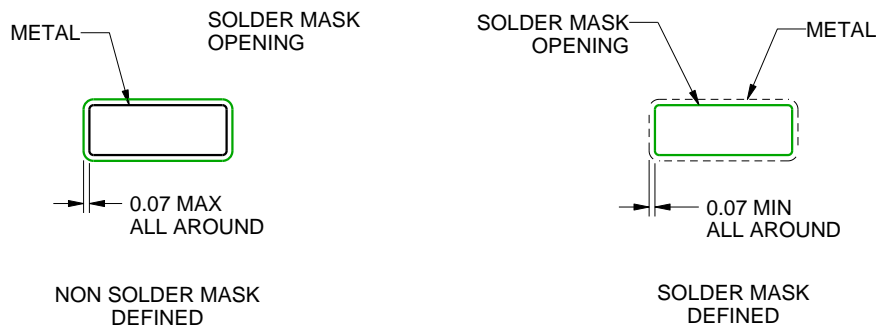 METAL
SOLDER MASK
OPENING
0.07 MAX
ALL AROUND
NON SOLDER MASK
DEFINED
SOLDER MASK
OPENING
METAL
0.07 MIN
ALL AROUND
SOLDER MASK
DEFINED